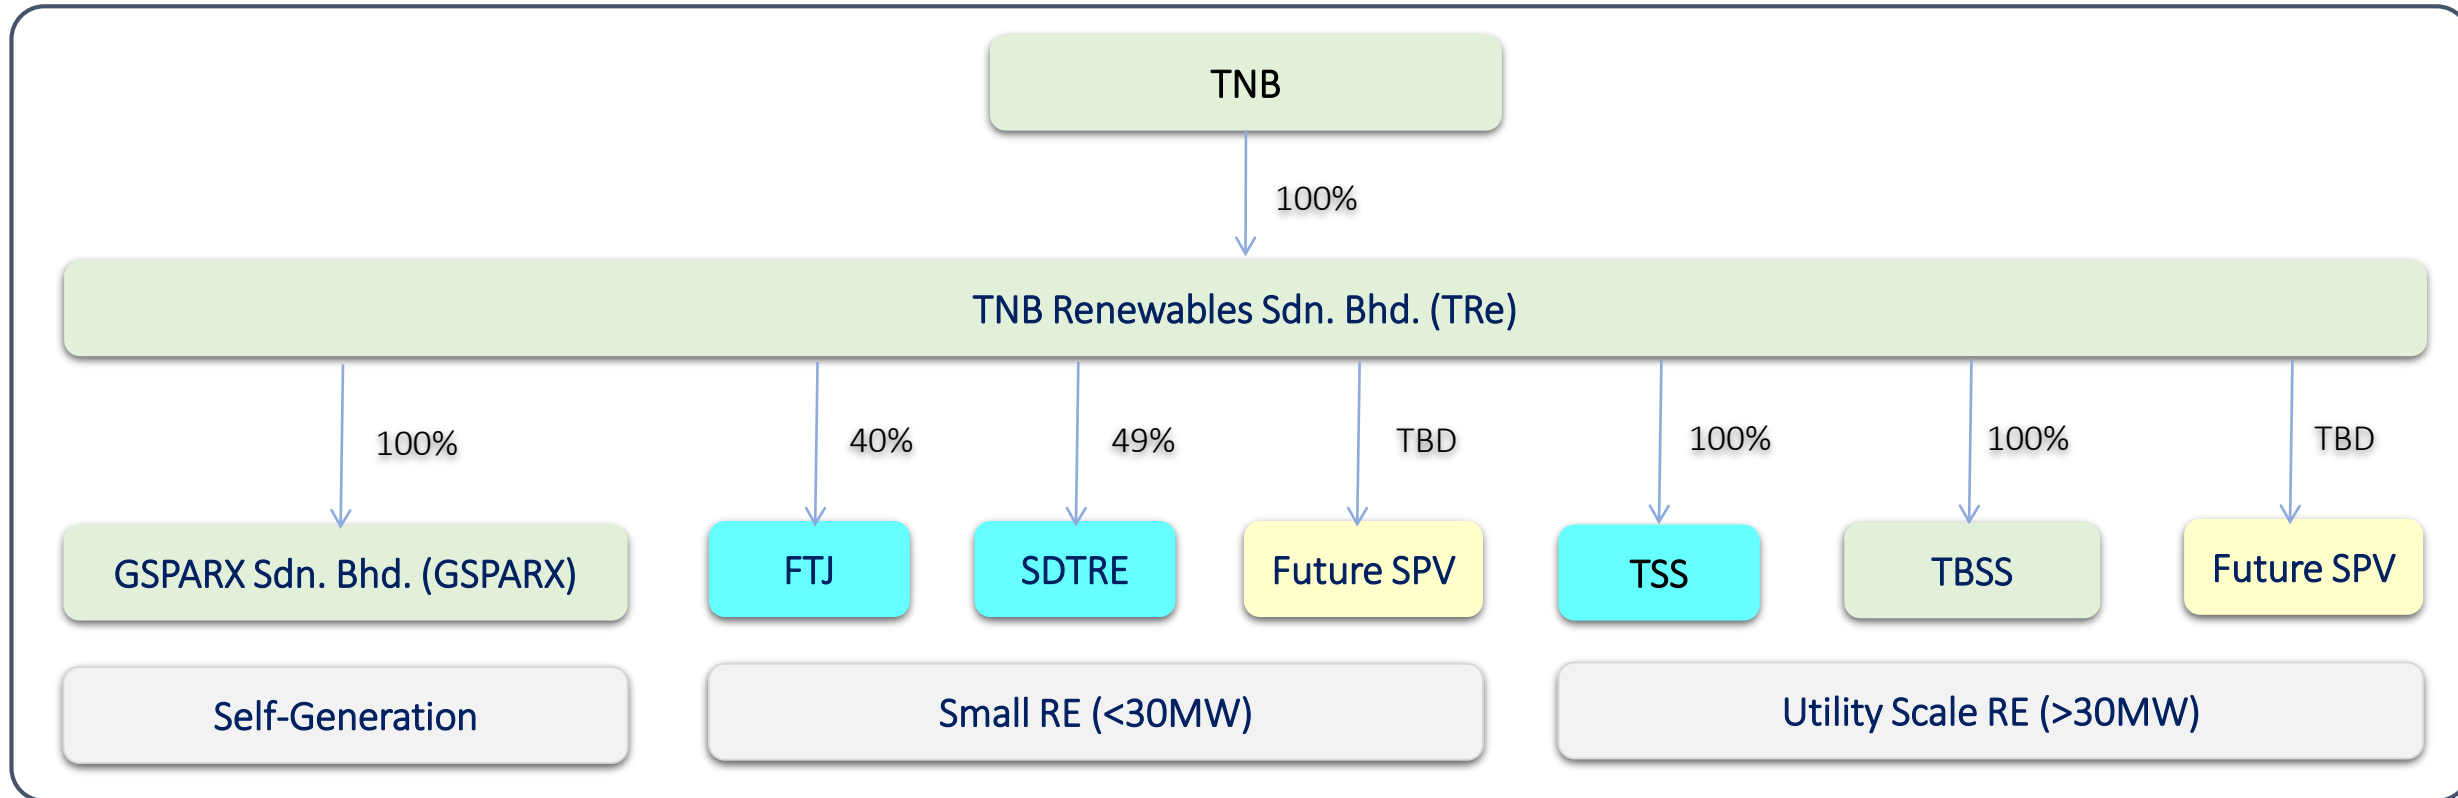 TNB
100%
TNB Renewables Sdn. Bhd. (TRe)
100%
40%
49%
TBD
100%
100%
TBD
GSPARX Sdn. Bhd. (GSPARX)
FTJ
SDTRE
Future SPV
TSS
TBSS
Future SPV
Self-Generation
Small RE (<30MW)
Utility Scale RE (>30MW)